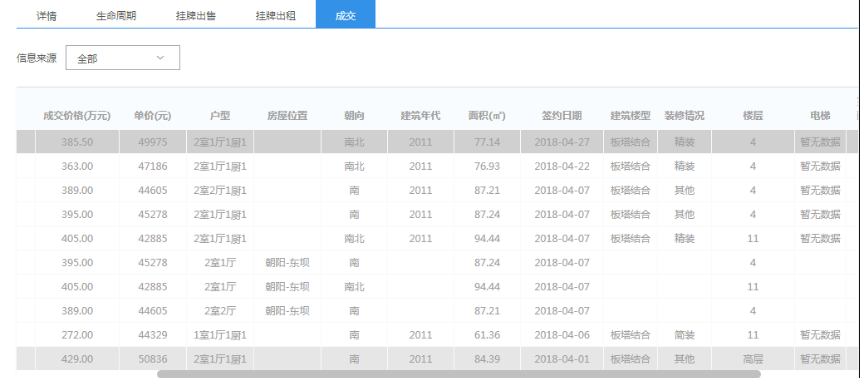 详情 生命周期 挂牌出售 挂牌出租 成交
信息来源 全部
成交价格(万元) 单价(元) 户型 房屋位置 朝向 建筑年代 面积(㎡) 签约日期 建筑楼型 装修情况 楼层 电梯
385.50 49975 2室1厅1厨1 南北 2011 77.14 2018-04-27 板塔结合 精装 4 暂无数据
363.00 47186 2室1厅1厨1 南北 2011 76.93 2018-04-22 板塔结合 精装 4 暂无数据
389.00 44605 2室2厅1厨1 南 2011 87.21 2018-04-07 板塔结合 其他 4 暂无数据
395.00 45278 2室1厅1厨1 南 2011 87.24 2018-04-07 板塔结合 其他 4 暂无数据
405.00 42885 2室1厅1厨1 南北 2011 94.44 2018-04-07 板塔结合 精装 11 暂无数据
395.00 45278 2室1厅 朝阳-东坝 南 87.24 2018-04-07 4
405.00 42885 2室1厅 朝阳-东坝 南北 94.44 2018-04-07 11
389.00 44605 2室2厅 朝阳-东坝 南 87.21 2018-04-07 4
272.00 44329 1室1厅1厨1 南 2011 61.36 2018-04-06 板塔结合 简装 11 暂无数据
429.00 50836 2室1厅1厨1 南 2011 84.39 2018-04-01 板塔结合 其他 高层 暂无数据